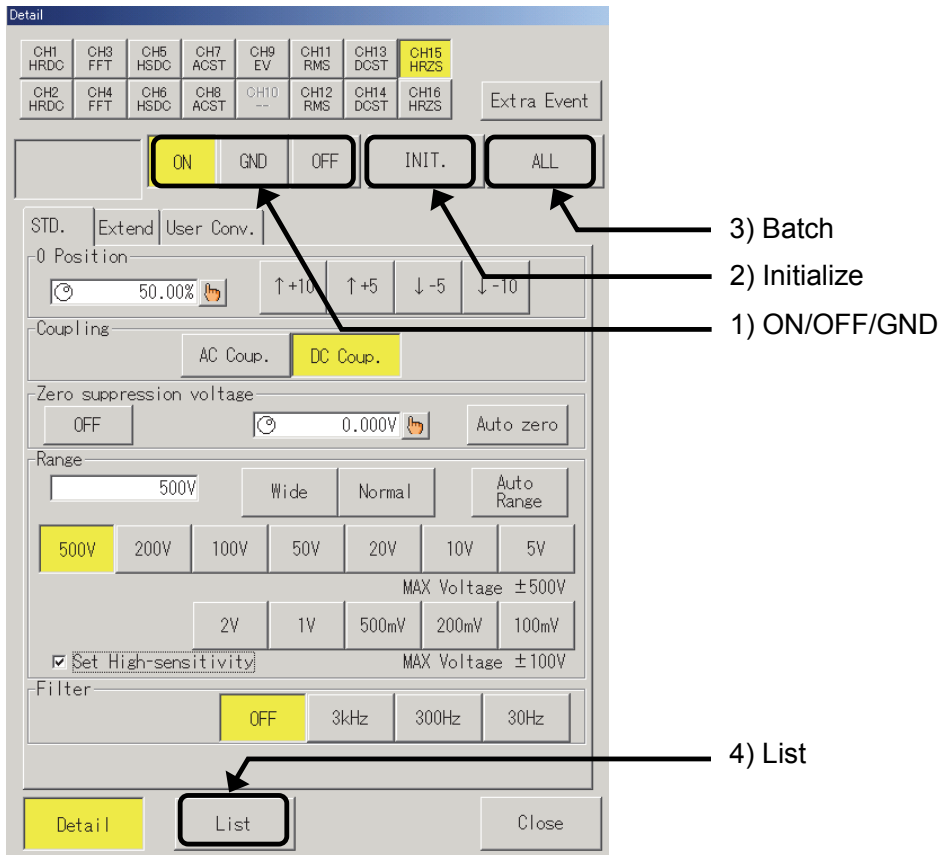 Detail
CH1 HRDC
CH3 FFT
CH5 HSDC
CH7 ACST
CH9 EV
CH11 RMS
CH13 DCST
CH15 HRZS
CH2 HRDC
CH4 FFT
CH6 HSDC
CH8 ACST
CH10 --
CH12 RMS
CH14 DCST
CH16 HRZS
Extra Event
ON GND OFF INIT. ALL
3) Batch
2) Initialize
1) ON/OFF/GND
STD. Extend User Conv.
0 Position
50.00% ↑+10 ↑+5 ↓-5 ↓-10
Coupling
AC Coup. DC Coup.
Zero suppression voltage
OFF 0.000V Auto zero
Range
500V Wide Normal Auto Range
500V 200V 100V 50V 20V 10V 5V
MAX Voltage ±500V
2V 1V 500mV 200mV 100mV
Set High-sensitivity MAX Voltage ±100V
Filter
OFF 3kHz 300Hz 30Hz
4) List
Detail List Close